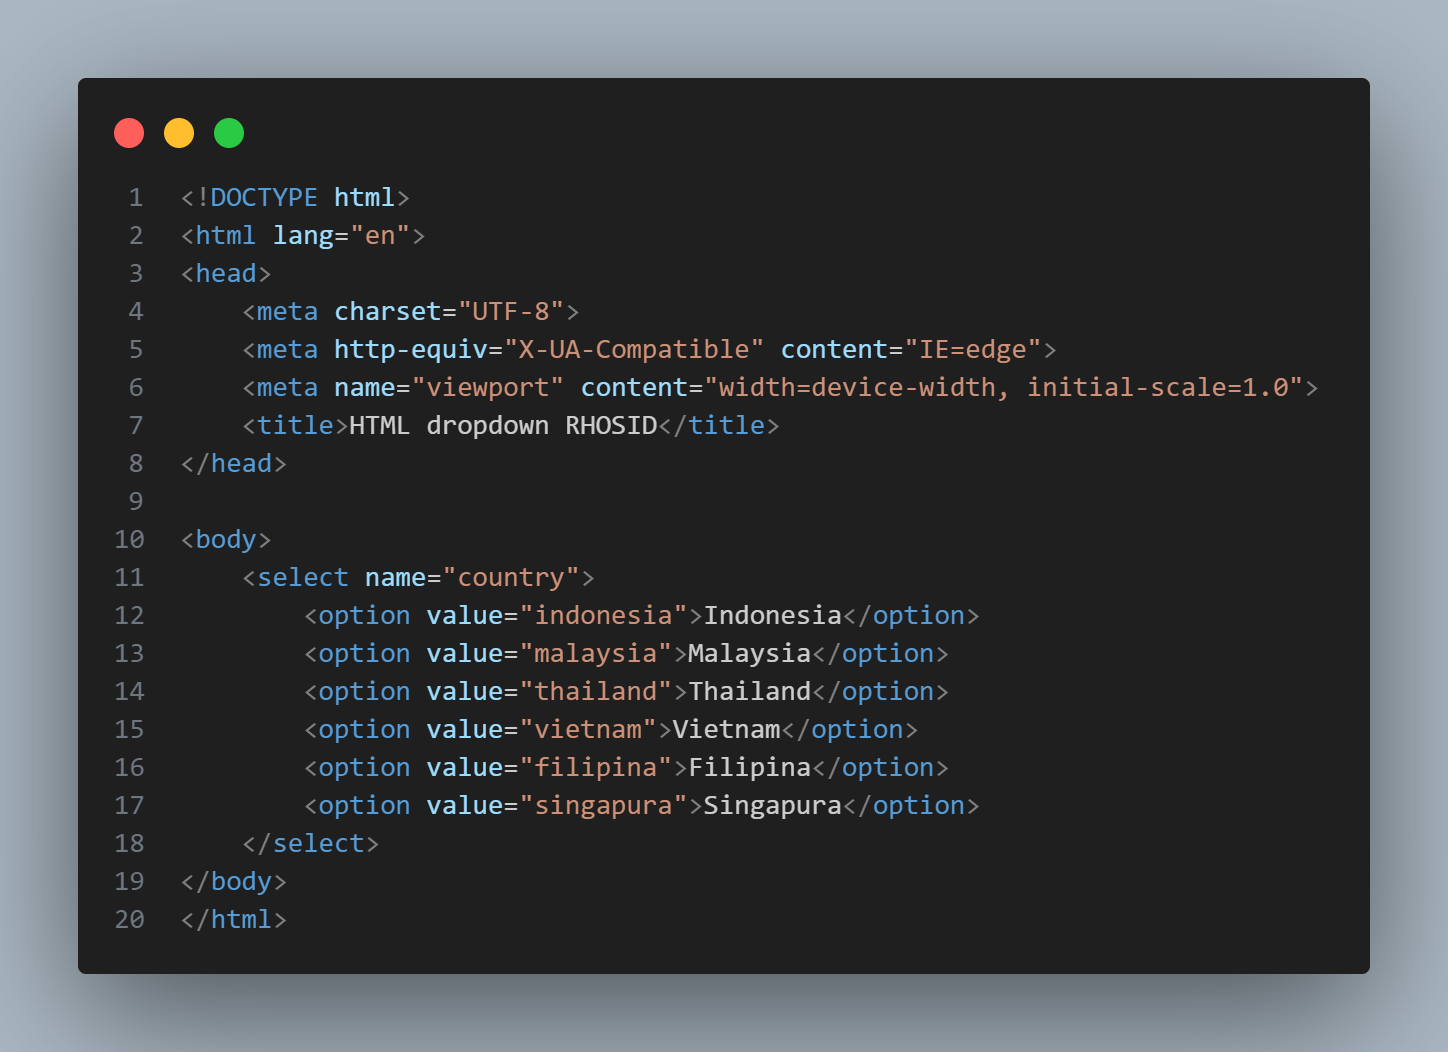 1 <!DOCTYPE html>
2 <html lang="en">
3 <head>
4     <meta charset="UTF-8">
5     <meta http-equiv="X-UA-Compatible" content="IE=edge">
6     <meta name="viewport" content="width=device-width, initial-scale=1.0">
7     <title>HTML dropdown RHOSID</title>
8 </head>
9
10 <body>
11     <select name="country">
12         <option value="indonesia">Indonesia</option>
13         <option value="malaysia">Malaysia</option>
14         <option value="thailand">Thailand</option>
15         <option value="vietnam">Vietnam</option>
16         <option value="filipina">Filipina</option>
17         <option value="singapura">Singapura</option>
18     </select>
19 </body>
20 </html>